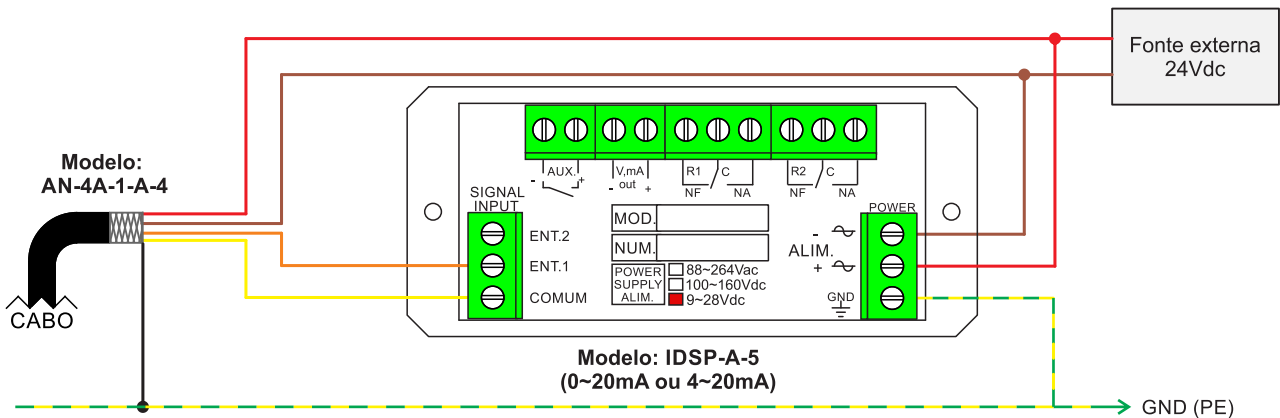 Fonte externa
24Vdc
Modelo:
AN-4A-1-A-4
CABO
AUX.
- +
V,mA
out
- +
R1 C
NF NA
R2 C
NF NA
SIGNAL
INPUT
ENT.2
ENT.1
COMUM
MOD.
NUM.
POWER
SUPPLY
ALIM.
88~264Vac
100~160Vdc
9~28Vdc
POWER
-
ALIM.
+
GND
Modelo: IDSP-A-5
(0~20mA ou 4~20mA)
GND (PE)